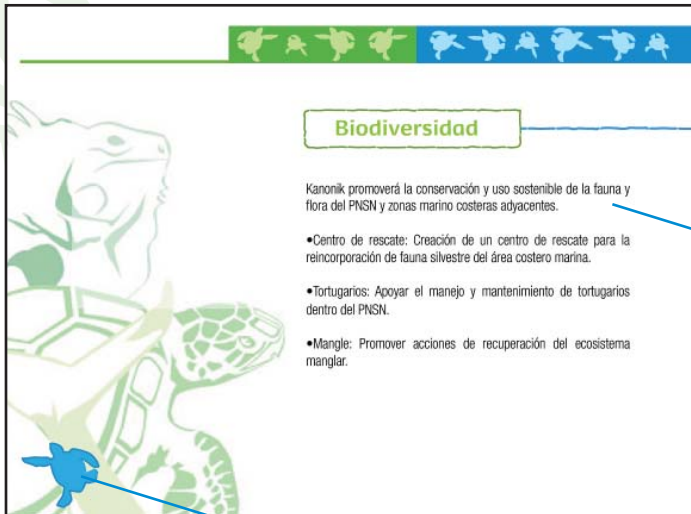 Biodiversidad
Kanonik promoverá la conservación y uso sostenible de la fauna y
flora del PNSN y zonas marino costeras adyacentes.
•Centro de rescate: Creación de un centro de rescate para la
reincorporación de fauna silvestre del área costero marina.
•Tortugarios: Apoyar el manejo y mantenimiento de tortugarios
dentro del PNSN.
•Mangle: Promover acciones de recuperación del ecosistema
manglar.